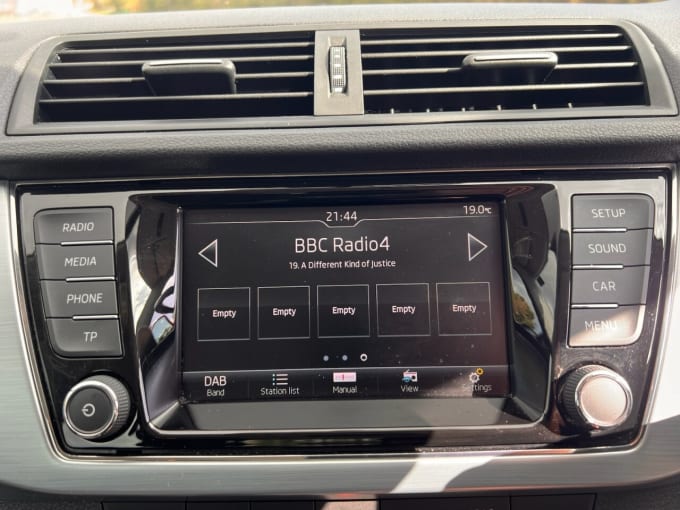 21:44
19.0°C
BBC Radio4
19. A Different Kind of Justice
Empty Empty Empty Empty Empty
DAB
Band
Station list
Manual
View
Settings
RADIO
MEDIA
PHONE
TP
SETUP
SOUND
CAR
MENU